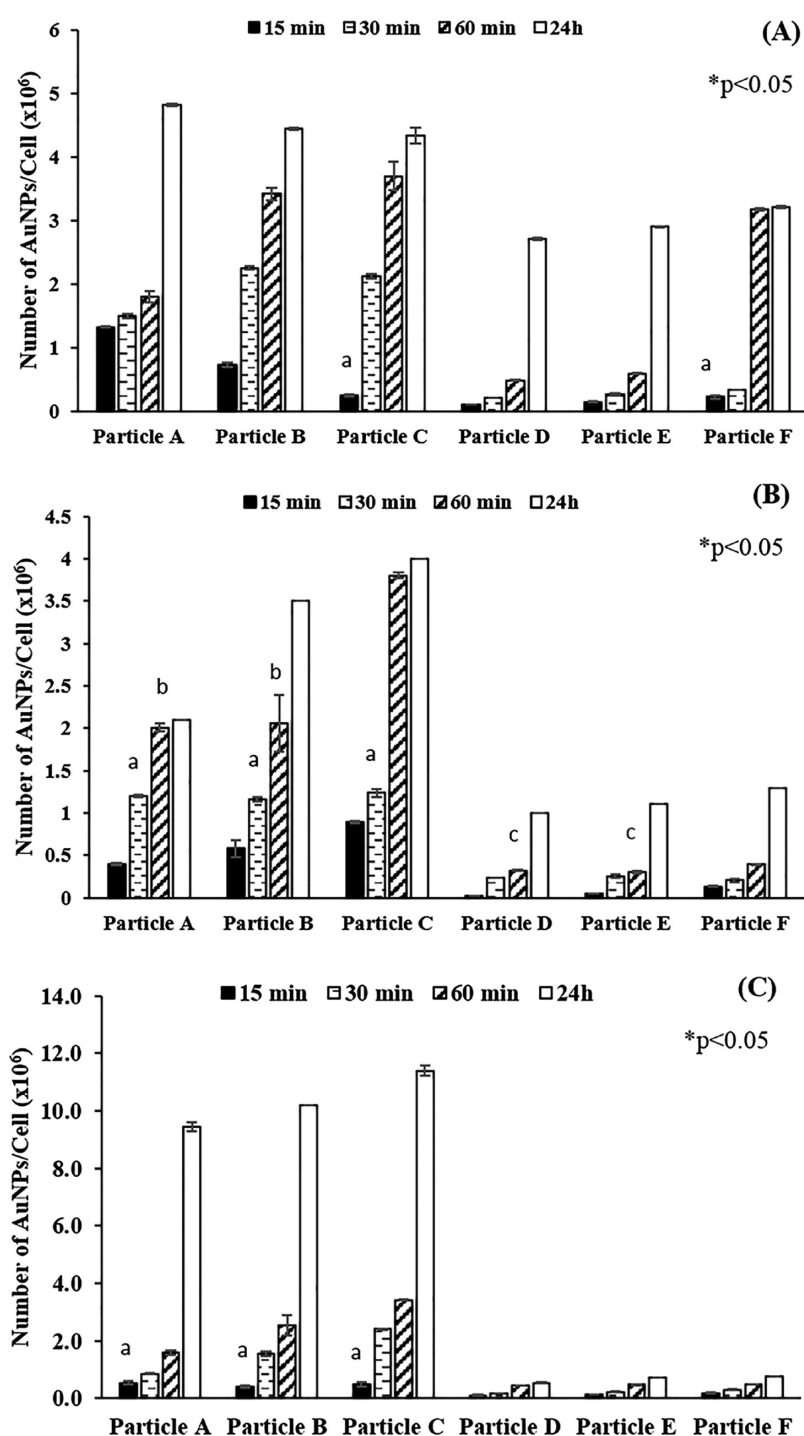 ■ 15 min ⊟ 30 min ▨ 60 min □ 24h
(A)
*p<0.05
Number of AuNPs/Cell (x10⁶)
6
5
4
3
2
1
0
a
a
Particle A Particle B Particle C Particle D Particle E Particle F
■ 15 min ⊟ 30 min ▨ 60 min □ 24h
(B)
*p<0.05
Number of AuNPs/Cell (x10⁶)
4.5
4
3.5
3
2.5
2
1.5
1
0.5
0
b
b
a
a
a
c
c
Particle A Particle B Particle C Particle D Particle E Particle F
■ 15 min ⊟ 30 min ▨ 60 min □ 24h
(C)
*p<0.05
Number of AuNPs/Cell (x10⁶)
14.0
12.0
10.0
8.0
6.0
4.0
2.0
0.0
a
a
a
Particle A Particle B Particle C Particle D Particle E Particle F